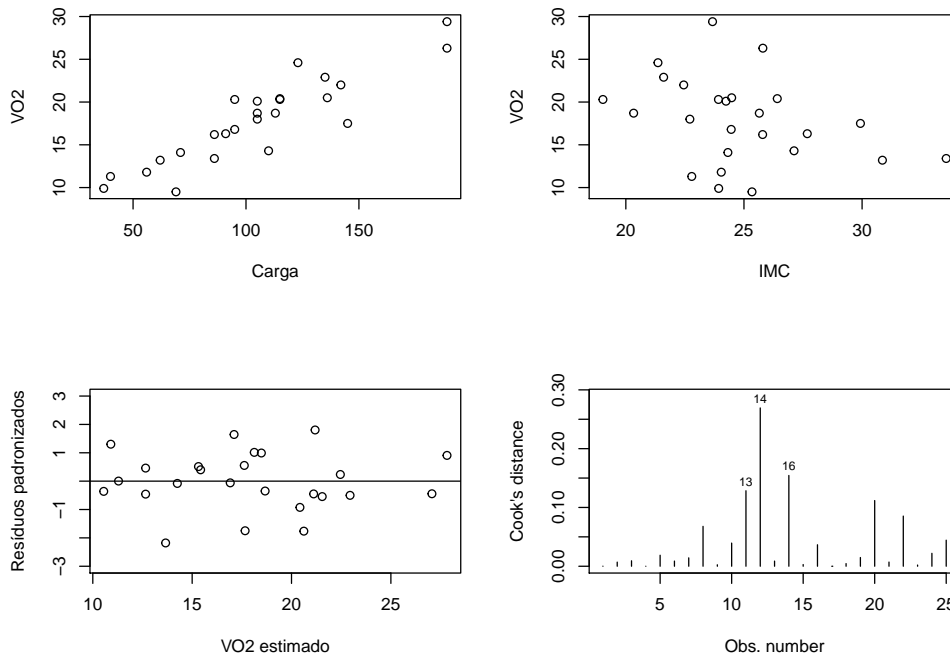 VO2
10 15 20 25 30
50 100 150
Carga
VO2
10 15 20 25 30
20 25 30
IMC
Resíduos padronizados
−3 −1 1 3
10 15 20 25
VO2 estimado
Cook's distance
0.00 0.10 0.20 0.30
13
14
16
5 10 15 20 25
Obs. number